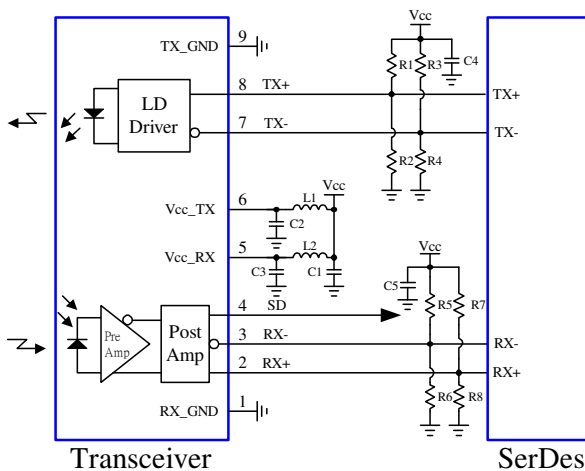 Vcc
TX_GND 9
R1 R3 C4
8 TX+ TX+
LD
Driver
7 TX- TX-
R2 R4
Vcc
Vcc_TX 6 L1
C2
Vcc_RX 5 L2
C3 C1
Vcc
C5 R5 R7
4 SD
Pre
Amp
Post
Amp
3 RX- RX-
2 RX+ RX+
R6 R8
RX_GND 1
Transceiver SerDes